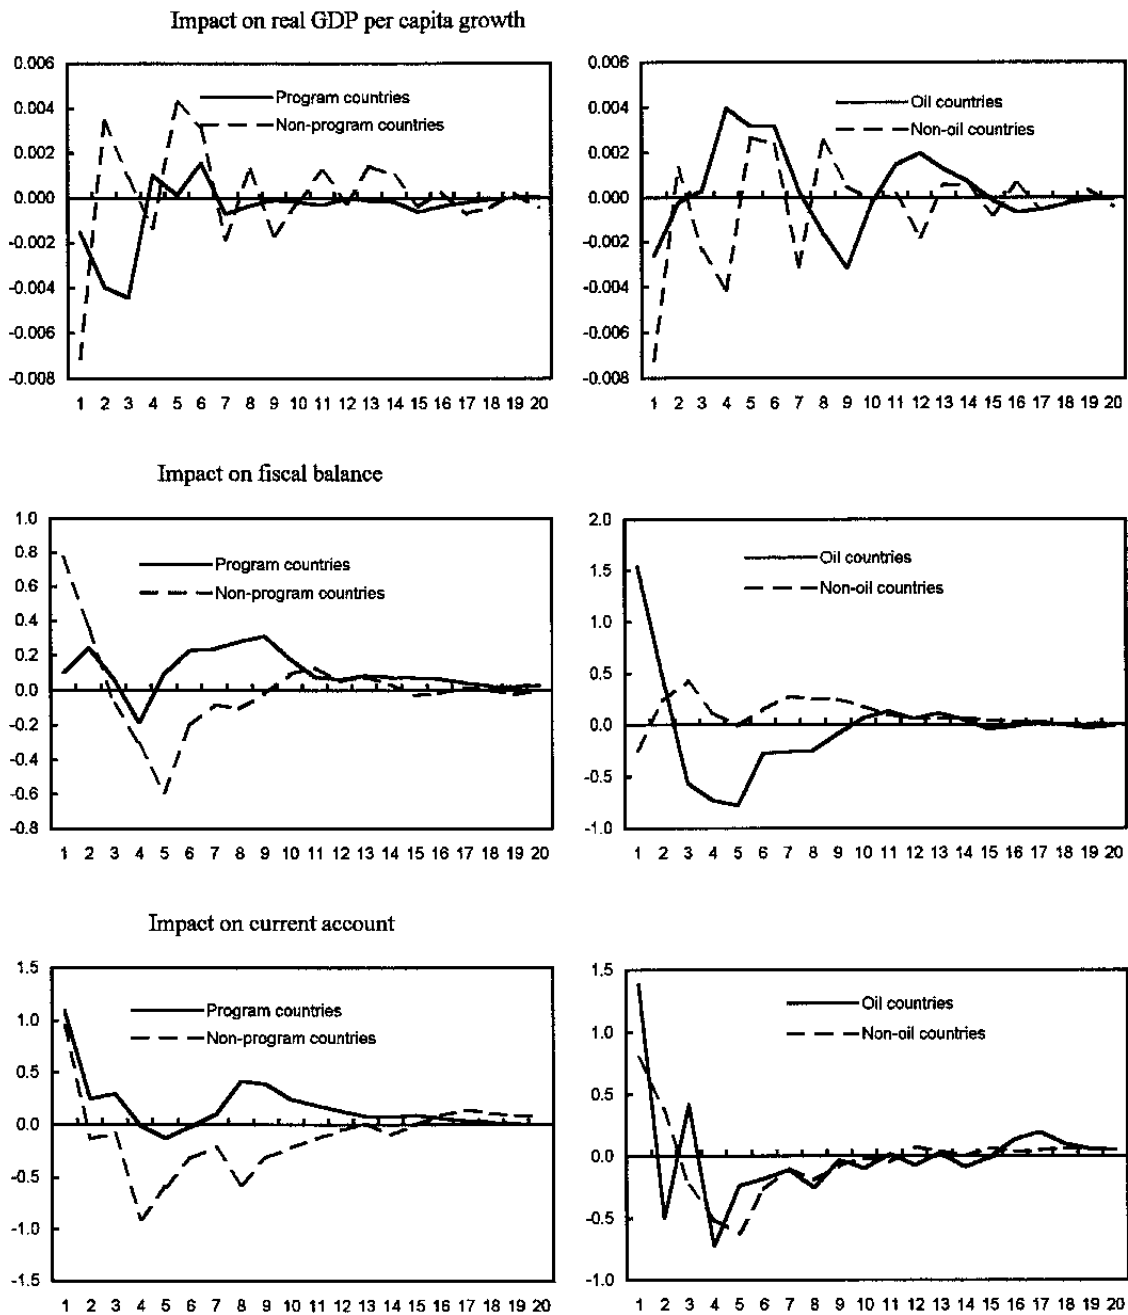 Impact on real GDP per capita growth
0.006
0.004
0.002
0.000
-0.002
-0.004
-0.006
-0.008
Program countries
Non-program countries
1 2 3 4 5 6 7 8 9 10 11 12 13 14 15 16 17 18 19 20
0.006
0.004
0.002
0.000
-0.002
-0.004
-0.006
-0.008
Oil countries
Non-oil countries
1 2 3 4 5 6 7 8 9 10 11 12 13 14 15 16 17 18 19 20
Impact on fiscal balance
1.0
0.8
0.6
0.4
0.2
0.0
-0.2
-0.4
-0.6
-0.8
Program countries
Non-program countries
1 2 3 4 5 6 7 8 9 10 11 12 13 14 15 16 17 18 19 20
2.0
1.5
1.0
0.5
0.0
-0.5
-1.0
Oil countries
Non-oil countries
1 2 3 4 5 6 7 8 9 10 11 12 13 14 15 16 17 18 19 20
Impact on current account
1.5
1.0
0.5
0.0
-0.5
-1.0
-1.5
Program countries
Non-program countries
1 2 3 4 5 6 7 8 9 10 11 12 13 14 15 16 17 18 19 20
1.5
1.0
0.5
0.0
-0.5
-1.0
Oil countries
Non-oil countries
1 2 3 4 5 6 7 8 9 10 11 12 13 14 15 16 17 18 19 20